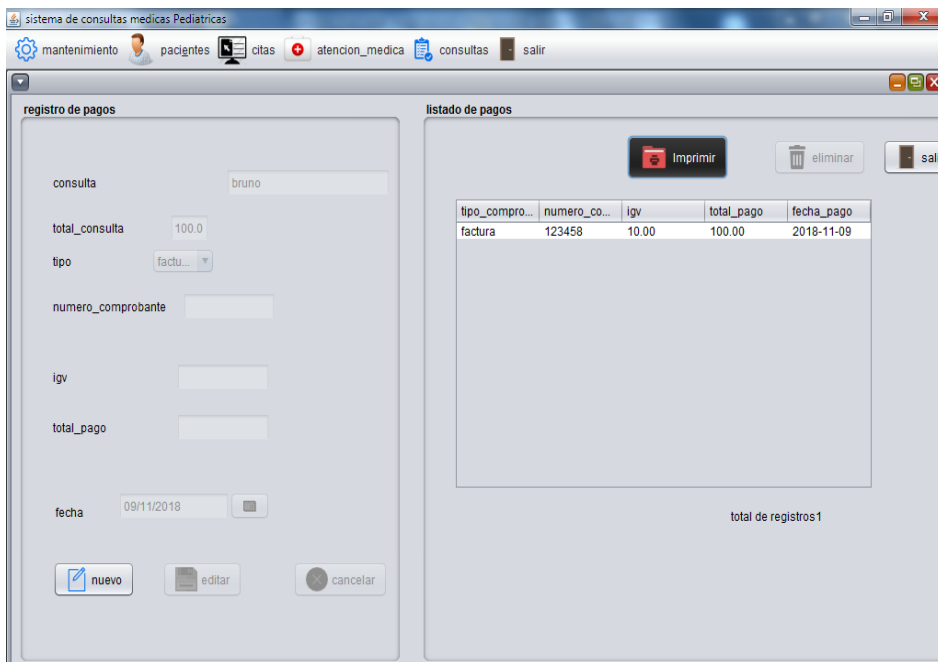 sistema de consultas medicas Pediatricas
mantenimiento pacientes citas atencion_medica consultas salir
registro de pagos
consulta bruno
total_consulta 100.0
tipo factu...
numero_comprobante
igv
total_pago
fecha 09/11/2018
nuevo editar cancelar
listado de pagos
Imprimir eliminar sali
tipo_compro... numero_co... igv total_pago fecha_pago
factura 123458 10.00 100.00 2018-11-09
total de registros1